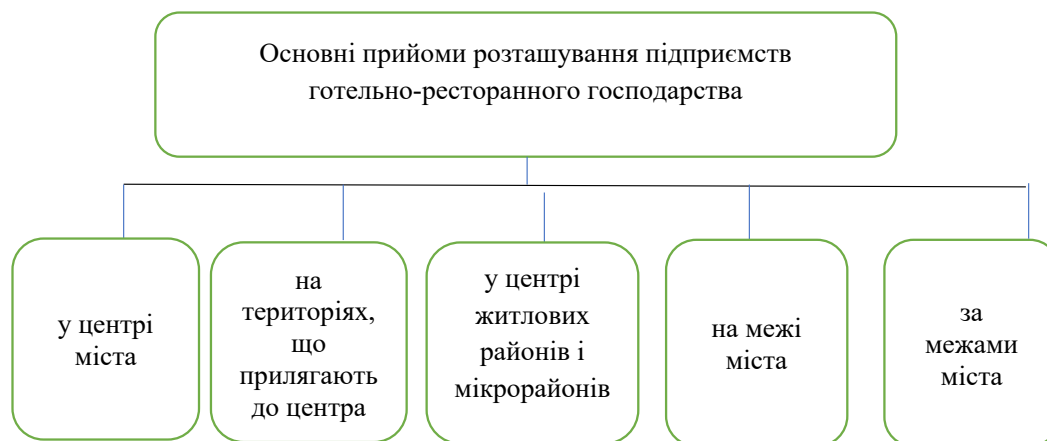 Основні прийоми розташування підприємств
готельно-ресторанного господарства
у центрі
міста
на
територіях,
що
прилягають
до центра
у центрі
житлових
районів і
мікрорайонів
на межі
міста
за
межами
міста